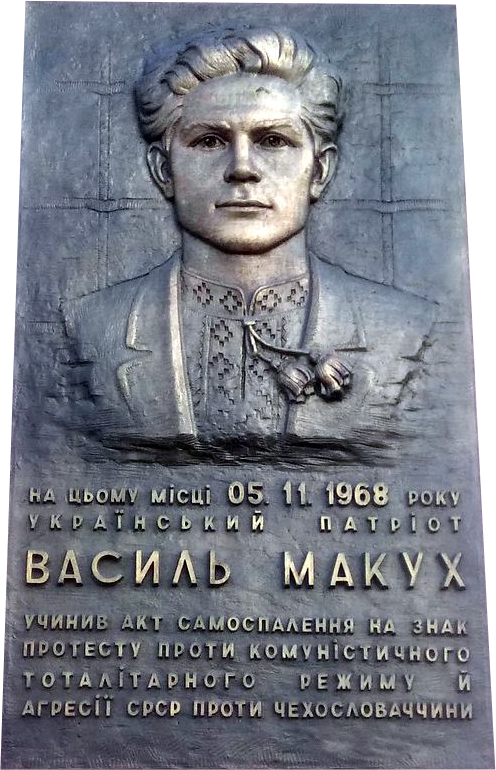 НА ЦЬОМУ МІСЦІ 05. 11. 1968 РОКУ
УКРАЇНСЬКИЙ ПАТРІОТ
ВАСИЛЬ МАКУХ
УЧИНИВ АКТ САМОСПАЛЕННЯ НА ЗНАК
ПРОТЕСТУ ПРОТИ КОМУНІСТИЧНОГО
ТОТАЛІТАРНОГО РЕЖИМУ Й
АГРЕСІЇ СРСР ПРОТИ ЧЕХОСЛОВАЧЧИНИ